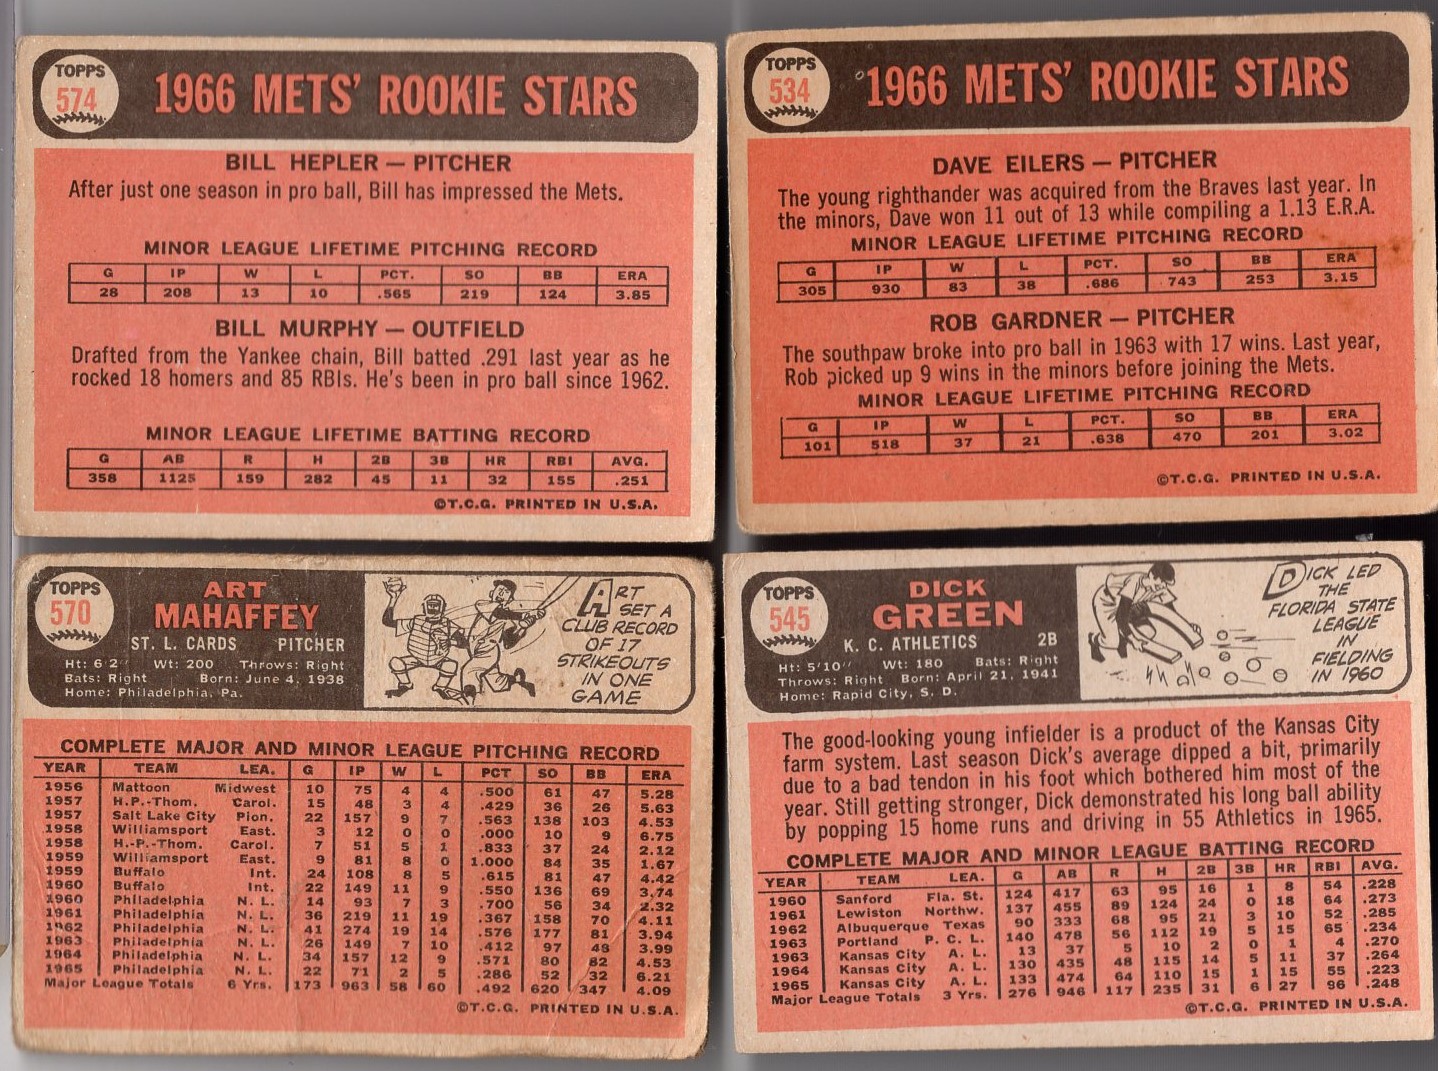 TOPPS
574
1966 METS' ROOKIE STARS
BILL HEPLER — PITCHER
After just one season in pro ball, Bill has impressed the Mets.
MINOR LEAGUE LIFETIME PITCHING RECORD
G IP W L PCT. SO BB ERA
28 208 13 10 .565 219 124 3.85
BILL MURPHY — OUTFIELD
Drafted from the Yankee chain, Bill batted .291 last year as he
rocked 18 homers and 85 RBIs. He's been in pro ball since 1962.
MINOR LEAGUE LIFETIME BATTING RECORD
G AB R H 2B 3B HR RBI AVG.
358 1125 159 282 45 11 32 155 .251
©T.C.G. PRINTED IN U.S.A.
TOPPS
534
1966 METS' ROOKIE STARS
DAVE EILERS — PITCHER
The young righthander was acquired from the Braves last year. In
the minors, Dave won 11 out of 13 while compiling a 1.13 E.R.A.
MINOR LEAGUE LIFETIME PITCHING RECORD
G IP W L PCT. SO BB ERA
305 930 83 38 .686 743 253 3.15
ROB GARDNER — PITCHER
The southpaw broke into pro ball in 1963 with 17 wins. Last year,
Rob picked up 9 wins in the minors before joining the Mets.
MINOR LEAGUE LIFETIME PITCHING RECORD
G IP W L PCT. SO BB ERA
101 518 37 21 .638 470 201 3.02
©T.C.G. PRINTED IN U.S.A.
TOPPS
570
ART
MAHAFFEY
ST. L. CARDS PITCHER
Ht: 6'2" Wt: 200 Throws: Right
Bats: Right Born: June 4, 1938
Home: Philadelphia, Pa.
ART
SET A
CLUB RECORD
OF 17
STRIKEOUTS
IN ONE
GAME
COMPLETE MAJOR AND MINOR LEAGUE PITCHING RECORD
YEAR TEAM LEA. G IP W L PCT SO BB ERA
1956 Mattoon Midwest 10 75 4 4 .500 61 47 5.28
1957 H.P.-Thom. Carol. 15 48 3 4 .429 36 26 5.63
1957 Salt Lake City Pion. 22 157 9 7 .563 138 103 4.53
1958 Williamsport East. 3 12 0 0 .000 10 9 6.75
1958 H.-P.-Thom. Carol. 7 51 5 1 .833 37 24 2.12
1959 Williamsport East. 9 81 8 0 1.000 84 35 1.67
1959 Buffalo Int. 24 108 8 5 .615 81 47 4.42
1960 Buffalo Int. 22 149 11 9 .550 136 69 3.74
1960 Philadelphia N. L. 14 93 7 3 .700 56 34 2.32
1961 Philadelphia N. L. 36 219 11 19 .367 158 70 4.11
1962 Philadelphia N. L. 41 274 19 14 .576 177 81 3.94
1963 Philadelphia N. L. 26 149 7 10 .412 97 48 3.99
1964 Philadelphia N. L. 34 157 12 9 .571 80 82 4.53
1965 Philadelphia N. L. 22 71 2 5 .286 52 32 6.21
Major League Totals 6 Yrs. 173 963 58 60 .492 620 347 4.09
©T.C.G. PRINTED IN U.S.A.
TOPPS
545
DICK
GREEN
K. C. ATHLETICS 2B
Ht: 5'10" Wt: 180 Bats: Right
Throws: Right Born: April 21, 1941
Home: Rapid City, S. D.
DICK LED
THE
FLORIDA STATE
LEAGUE
IN
FIELDING
IN 1960
The good-looking young infielder is a product of the Kansas City
farm system. Last season Dick's average dipped a bit, primarily
due to a bad tendon in his foot which bothered him most of the
year. Still getting stronger, Dick demonstrated his long ball ability
by popping 15 home runs and driving in 55 Athletics in 1965.
COMPLETE MAJOR AND MINOR LEAGUE BATTING RECORD
YEAR TEAM LEA. G AB R H 2B 3B HR RBI AVG.
1960 Sanford Fla. St. 124 417 63 95 16 1 8 54 .228
1961 Lewiston Northw. 137 455 89 124 24 0 18 64 .273
1962 Albuquerque Texas 90 333 68 95 21 3 10 52 .285
1963 Portland P. C. L. 140 478 56 112 19 5 15 65 .234
1963 Kansas City A. L. 13 37 5 10 2 0 1 4 .270
1964 Kansas City A. L. 130 435 48 115 14 5 11 37 .264
1965 Kansas City A. L. 133 474 64 110 15 1 15 55 .223
Major League Totals 3 Yrs. 276 946 117 235 31 6 27 96 .248
©T.C.G. PRINTED IN U.S.A.